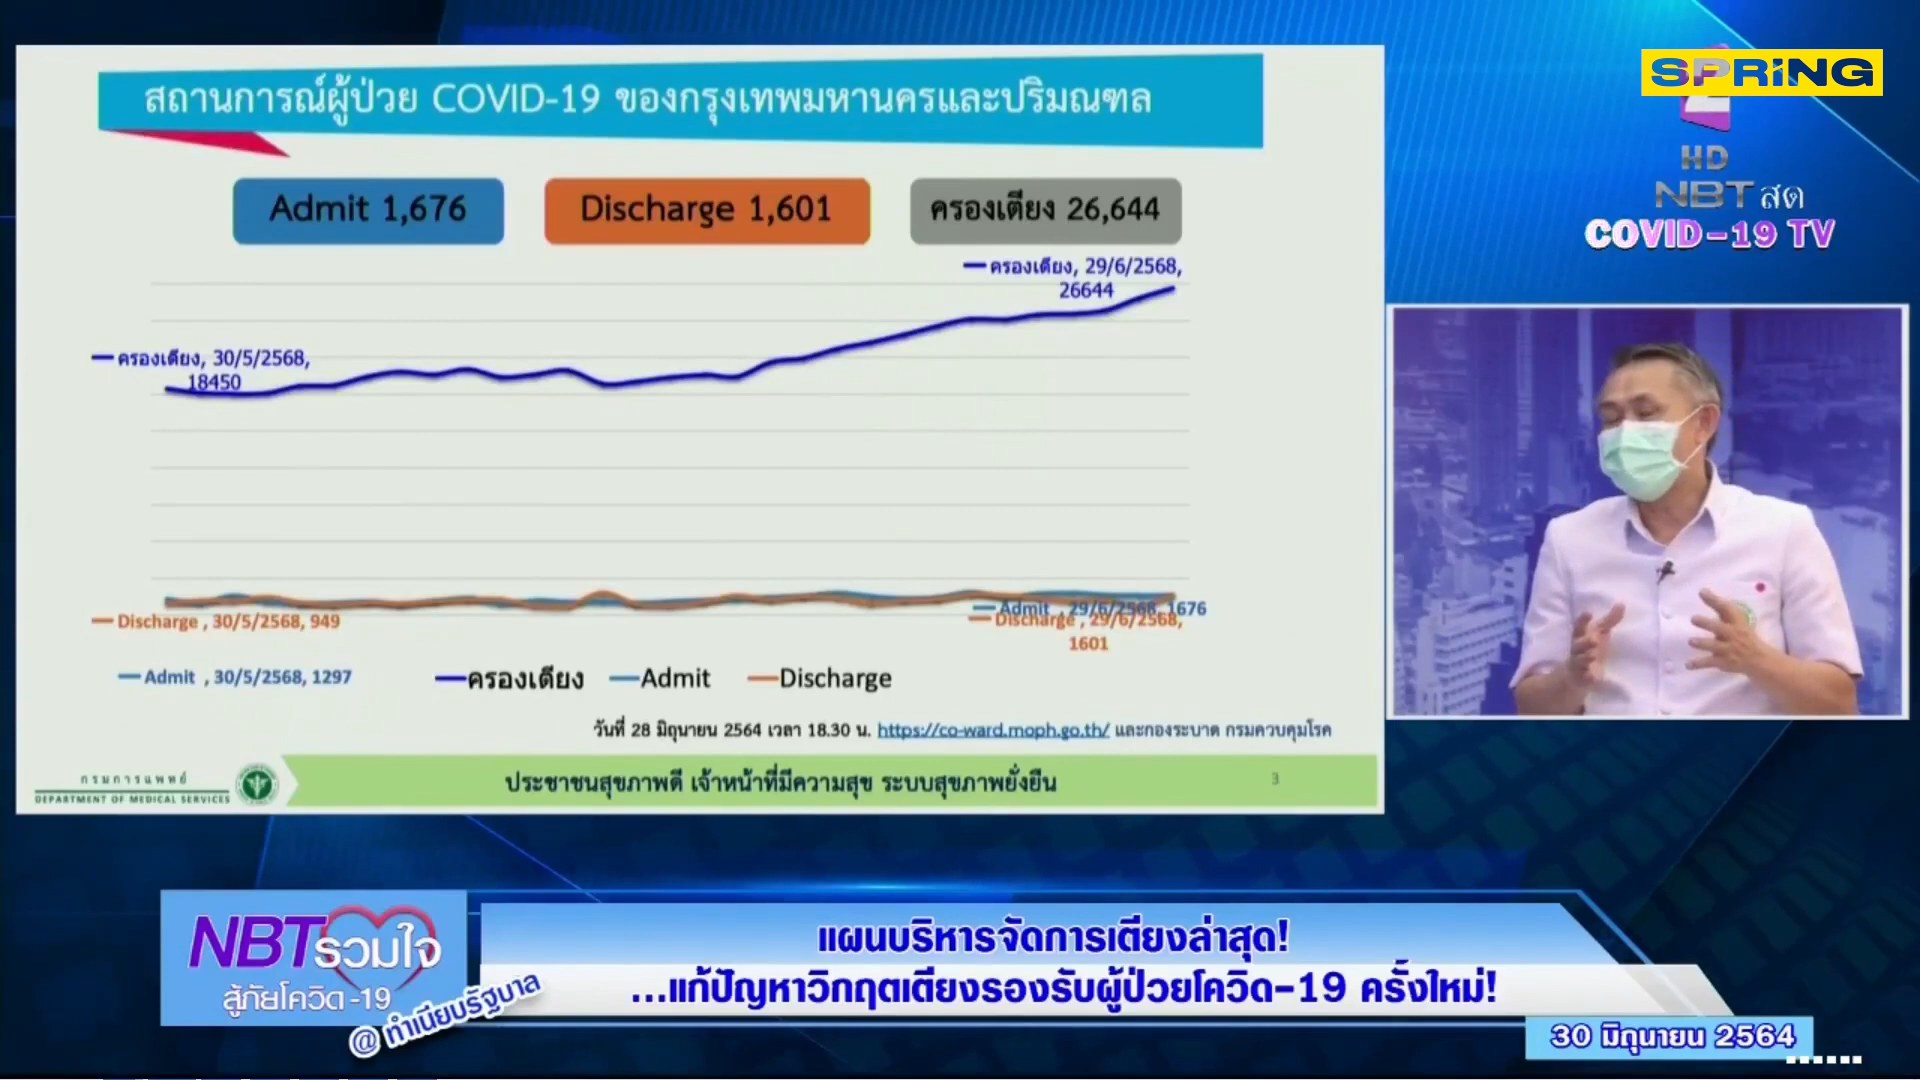 สถานการณ์ผู้ป่วย COVID-19 ของกรุงเทพมหานครและปริมณฑล
Admit 1,676
Discharge 1,601
ครองเตียง 26,644
ครองเตียง, 29/6/2568,
26644
ครองเตียง, 30/5/2568,
18450
Admit , 29/6/2568, 1676
Discharge , 29/6/2568,
1601
Discharge , 30/5/2568, 949
Admit , 30/5/2568, 1297
ครองเตียง Admit Discharge
วันที่ 28 มิถุนายน 2564 เวลา 18.30 น. https://co-ward.moph.go.th/ และกองระบาด กรมควบคุมโรค
กรมการแพทย์
DEPARTMENT OF MEDICAL SERVICES
ประชาชนสุขภาพดี เจ้าหน้าที่มีความสุข ระบบสุขภาพยั่งยืน
3
SPRiNG
HD
NBT สด
COVID-19 TV
NBT รวมใจ
สู้ภัยโควิด-19
@ ทำเนียบรัฐบาล
แผนบริหารจัดการเตียงล่าสุด!
...แก้ปัญหาวิกฤตเตียงรองรับผู้ป่วยโควิด-19 ครั้งใหม่!
30 มิถุนายน 2564